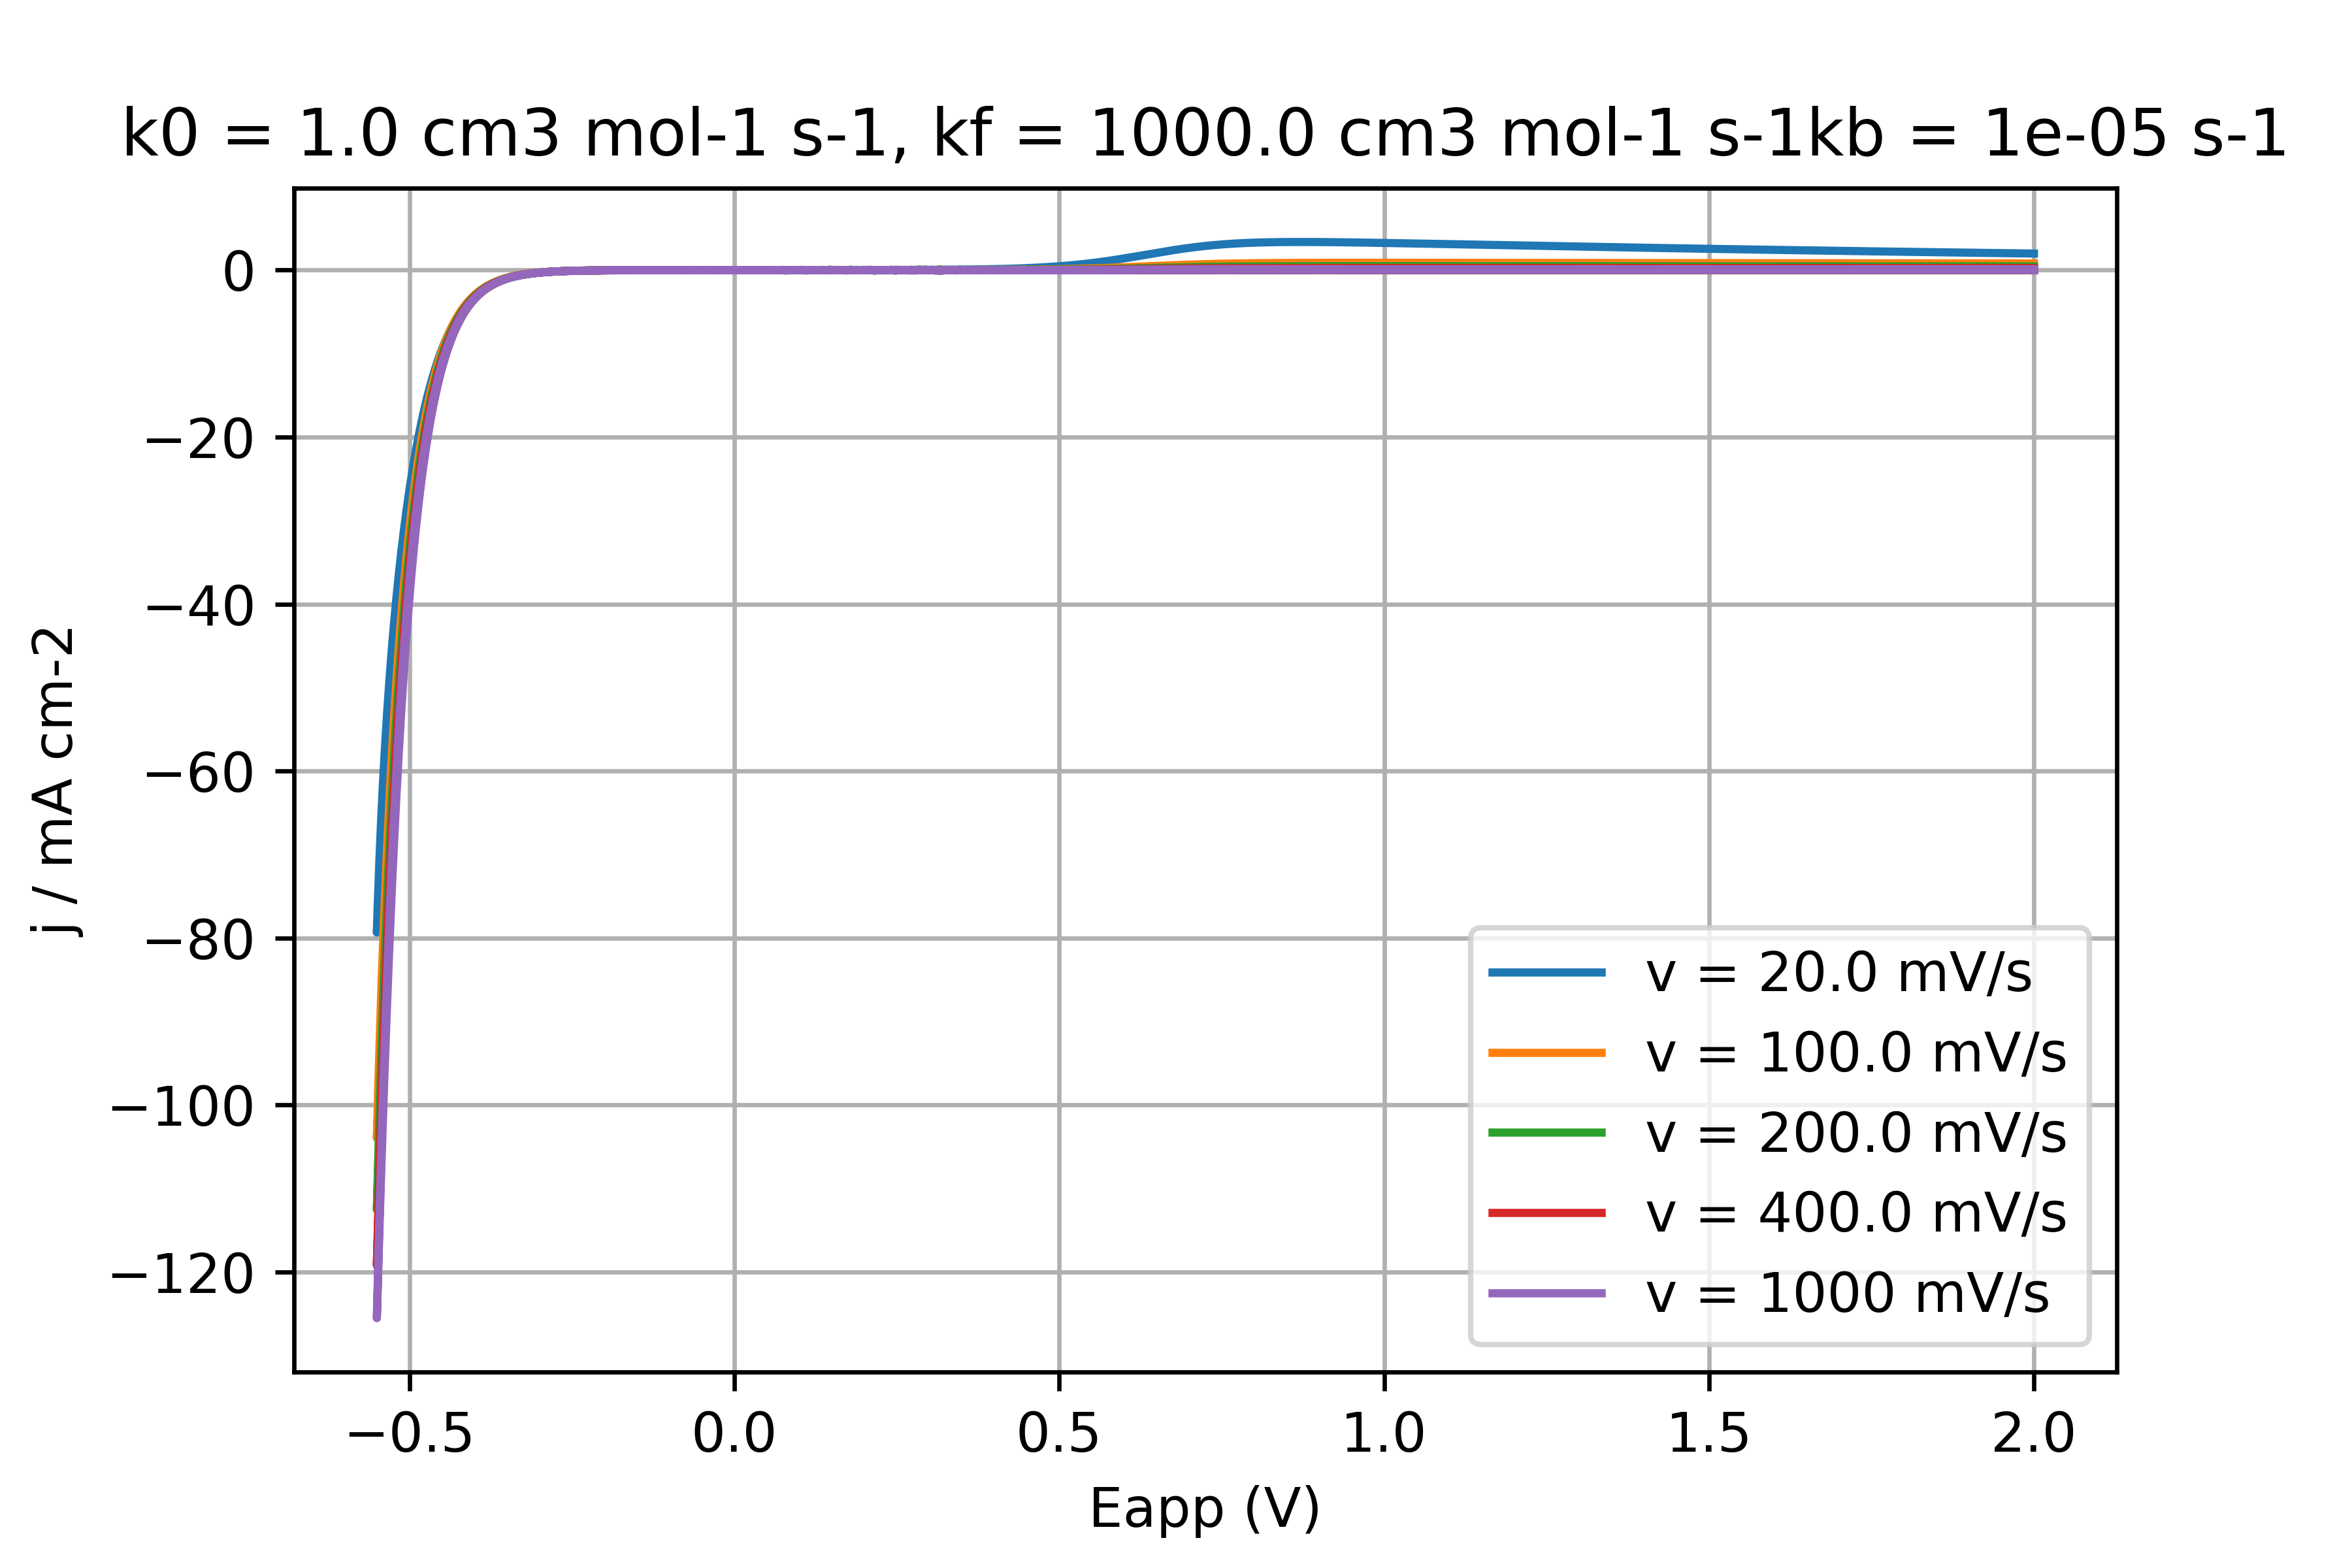 k0 = 1.0 cm3 mol-1 s-1, kf = 1000.0 cm3 mol-1 s-1kb = 1e-05 s-1
0
−20
−40
−60
−80
−100
−120
j / mA cm-2
v = 20.0 mV/s
v = 100.0 mV/s
v = 200.0 mV/s
v = 400.0 mV/s
v = 1000 mV/s
−0.5 0.0 0.5 1.0 1.5 2.0
Eapp (V)